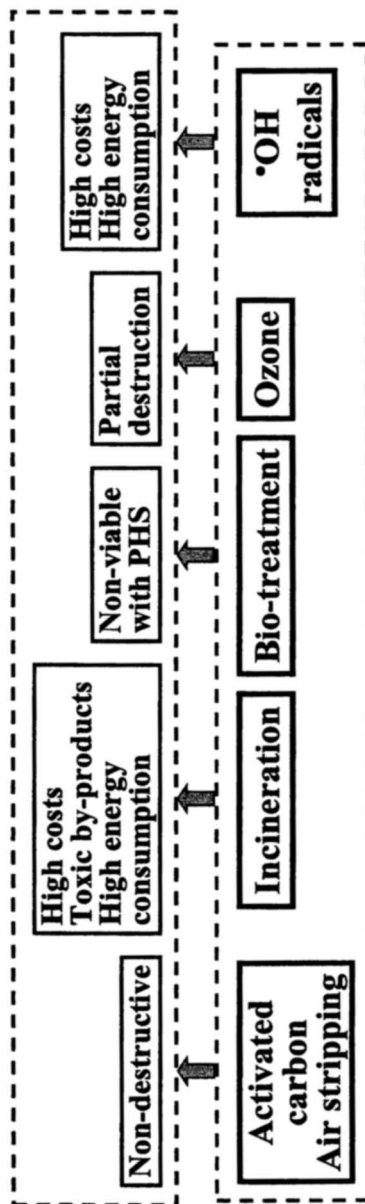 Non-destructive
High costs
Toxic by-products
High energy
consumption
Non-viable
with PHS
Partial
destruction
High costs
High energy
consumption
Activated
carbon
Air stripping
Incineration
Bio-treatment
Ozone
•OH
radicals